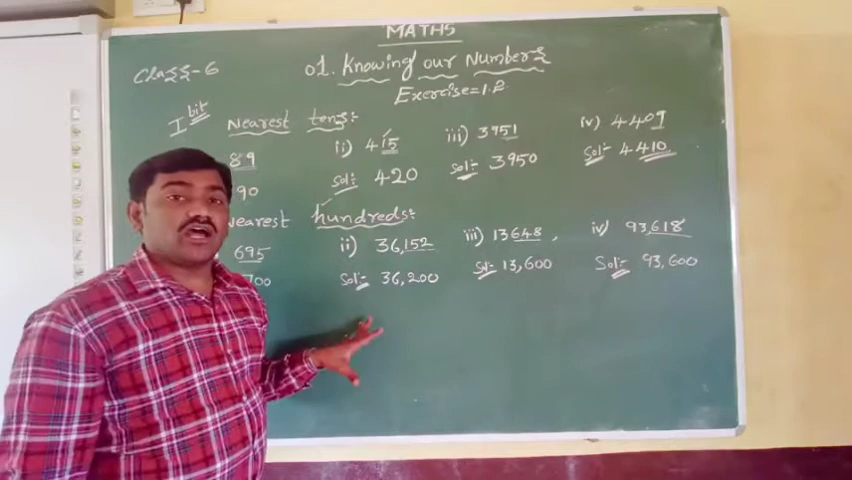 MATHS
Class-6
01. Knowing our Numbers
Exercise=1.2
I bit
Nearest tens:-
89
ii) 415
iii) 3951
iv) 4409
90
Sol:- 420
Sol:- 3950
Sol:- 4410
Nearest hundreds:-
695
ii) 36,152
iii) 13648,
iv) 93,618
700
Sol:- 36,200
Sol:- 13,600
Sol:- 93,600